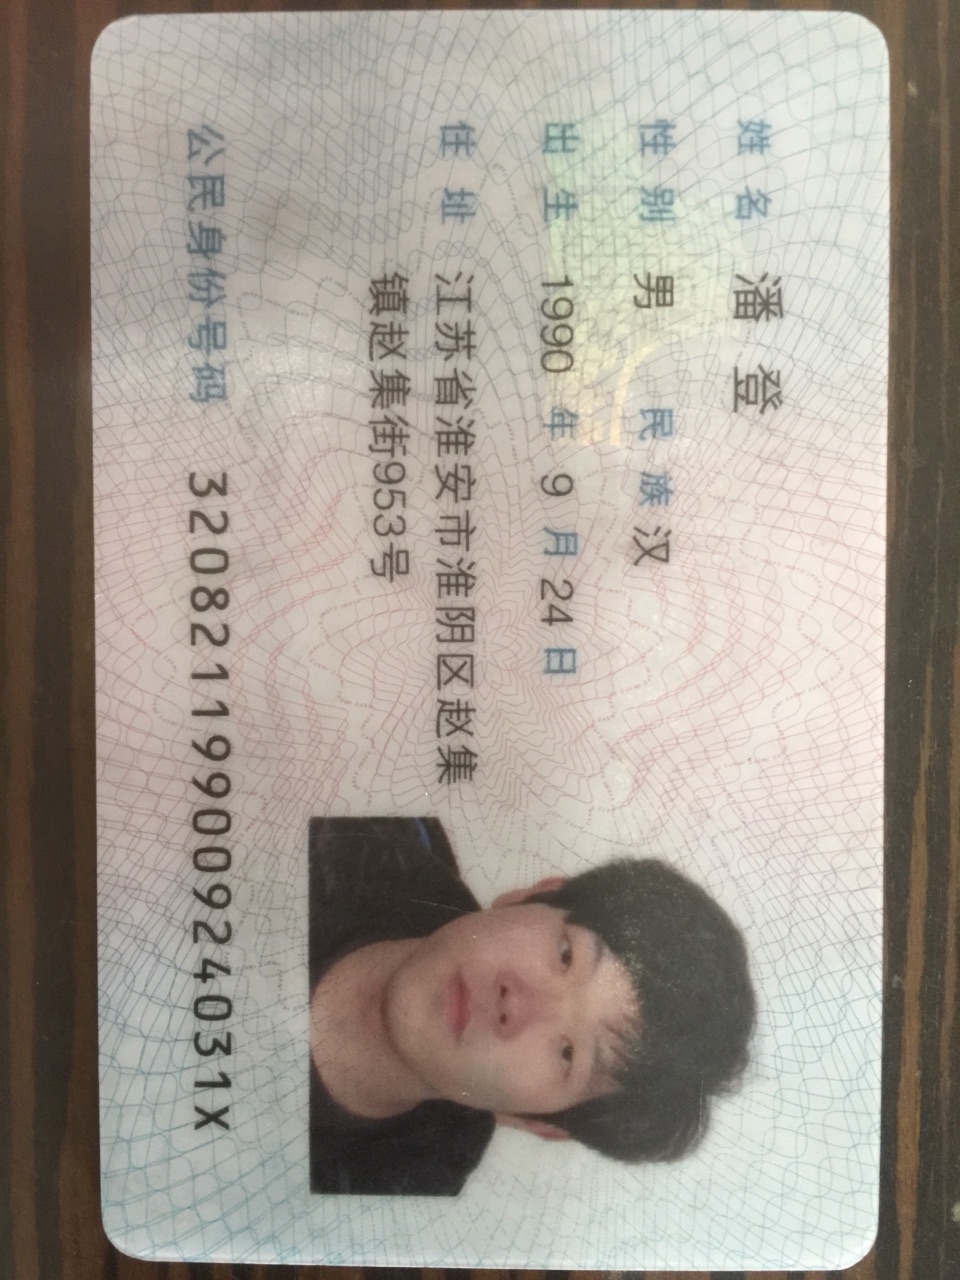 姓名 潘登
性别 男 民族 汉
出生 1990 年 9 月 24 日
住址 江苏省淮安市淮阴区赵集
镇赵集街953号
公民身份号码 32082119900924031X